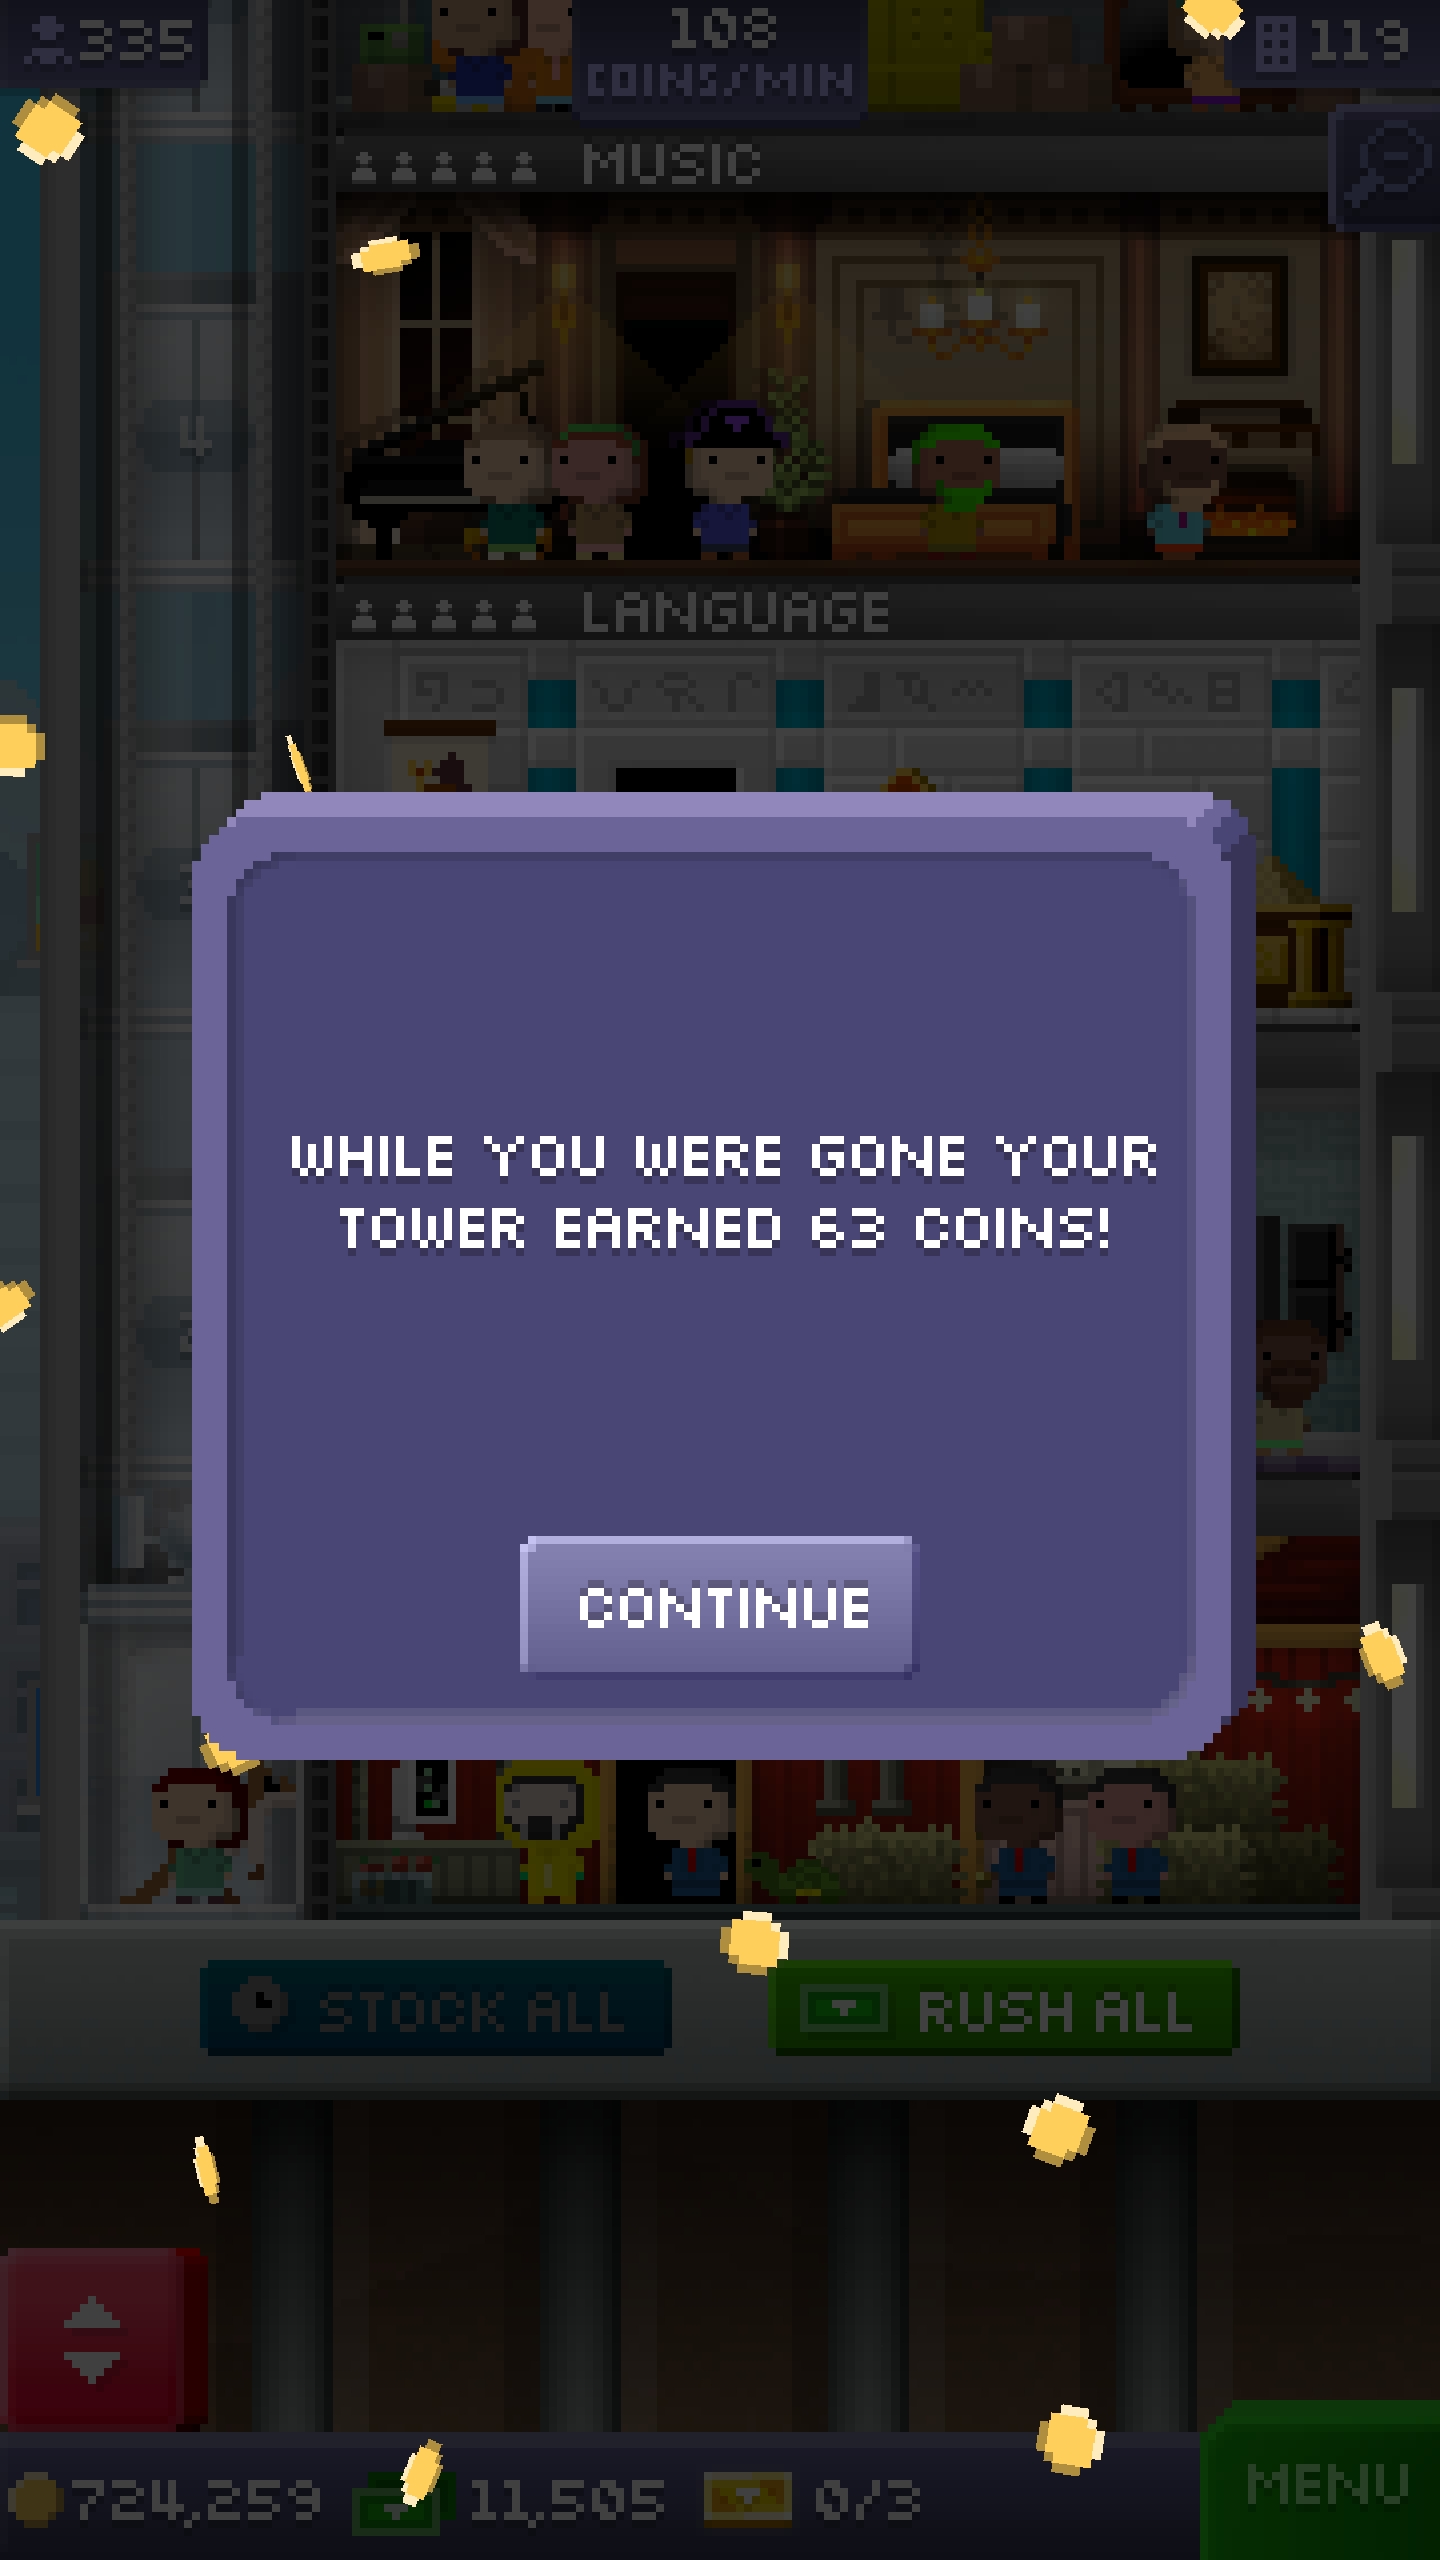 335
108
COINS/MIN
119
MUSIC
4
LANGUAGE
WHILE YOU WERE GONE YOUR
TOWER EARNED 63 COINS!
CONTINUE
STOCK ALL
RUSH ALL
724,259
11,505
0/3
MENU